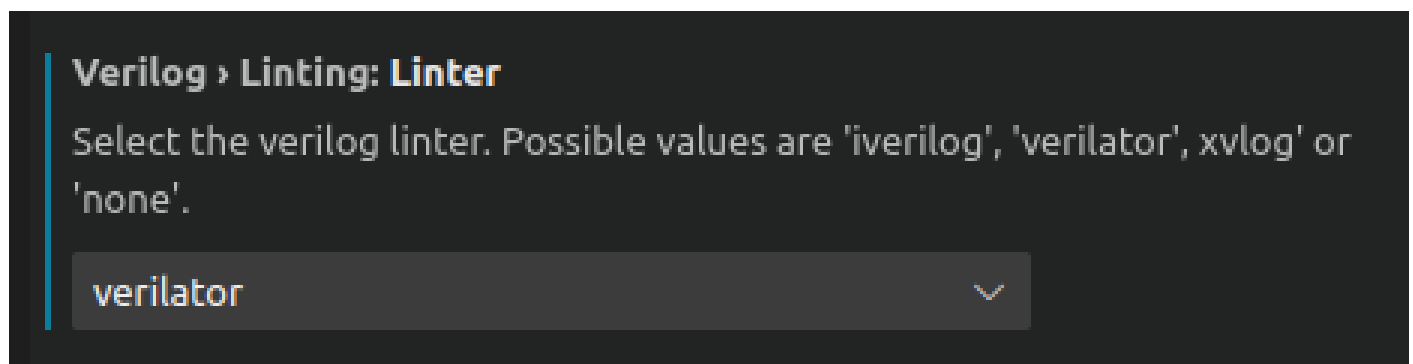 Verilog › Linting: Linter
Select the verilog linter. Possible values are 'iverilog', 'verilator', xvlog' or
'none'.
verilator